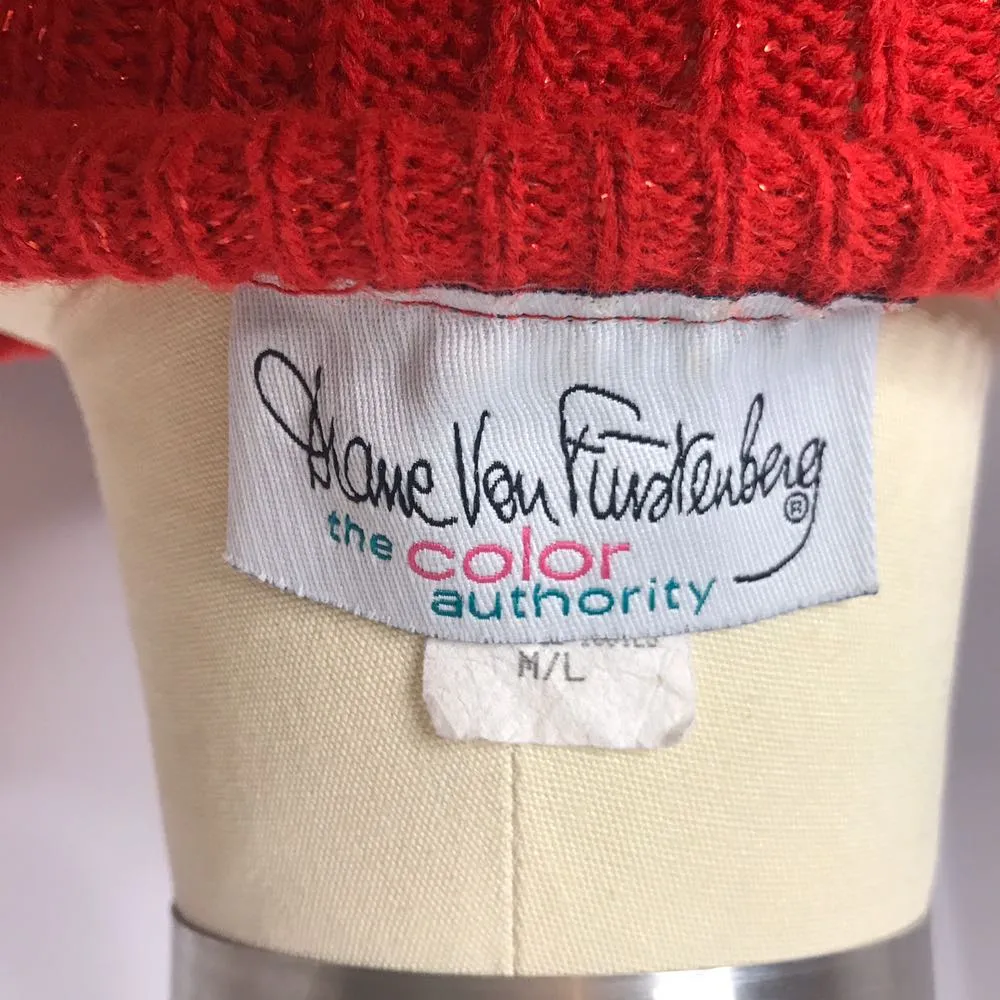 Diane Von Furstenberg ®
the color
authority
M/L